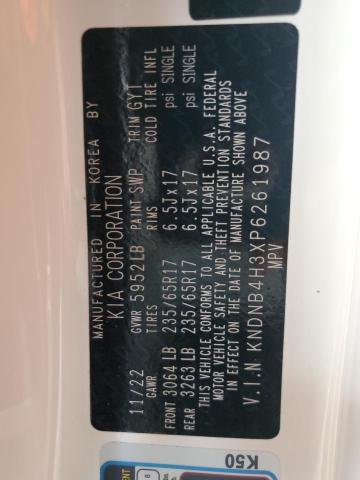 MANUFACTURED IN KOREA BY
KIA CORPORATION
11/22 GVWR 5952LB PAINT SWP TRIM GYT
GAWR TIRES RIMS COLD TIRE INFL
FRONT 3064LB 235/65R17 6.5Jx17 psi SINGLE
REAR 3263LB 235/65R17 6.5Jx17 psi SINGLE
THIS VEHICLE CONFORMS TO ALL APPLICABLE U.S.A. FEDERAL
MOTOR VEHICLE SAFETY AND THEFT PREVENTION STANDARDS
IN EFFECT ON THE DATE OF MANUFACTURE SHOWN ABOVE
V.I.N KNDNB4H3XP6261987
MPV
K50